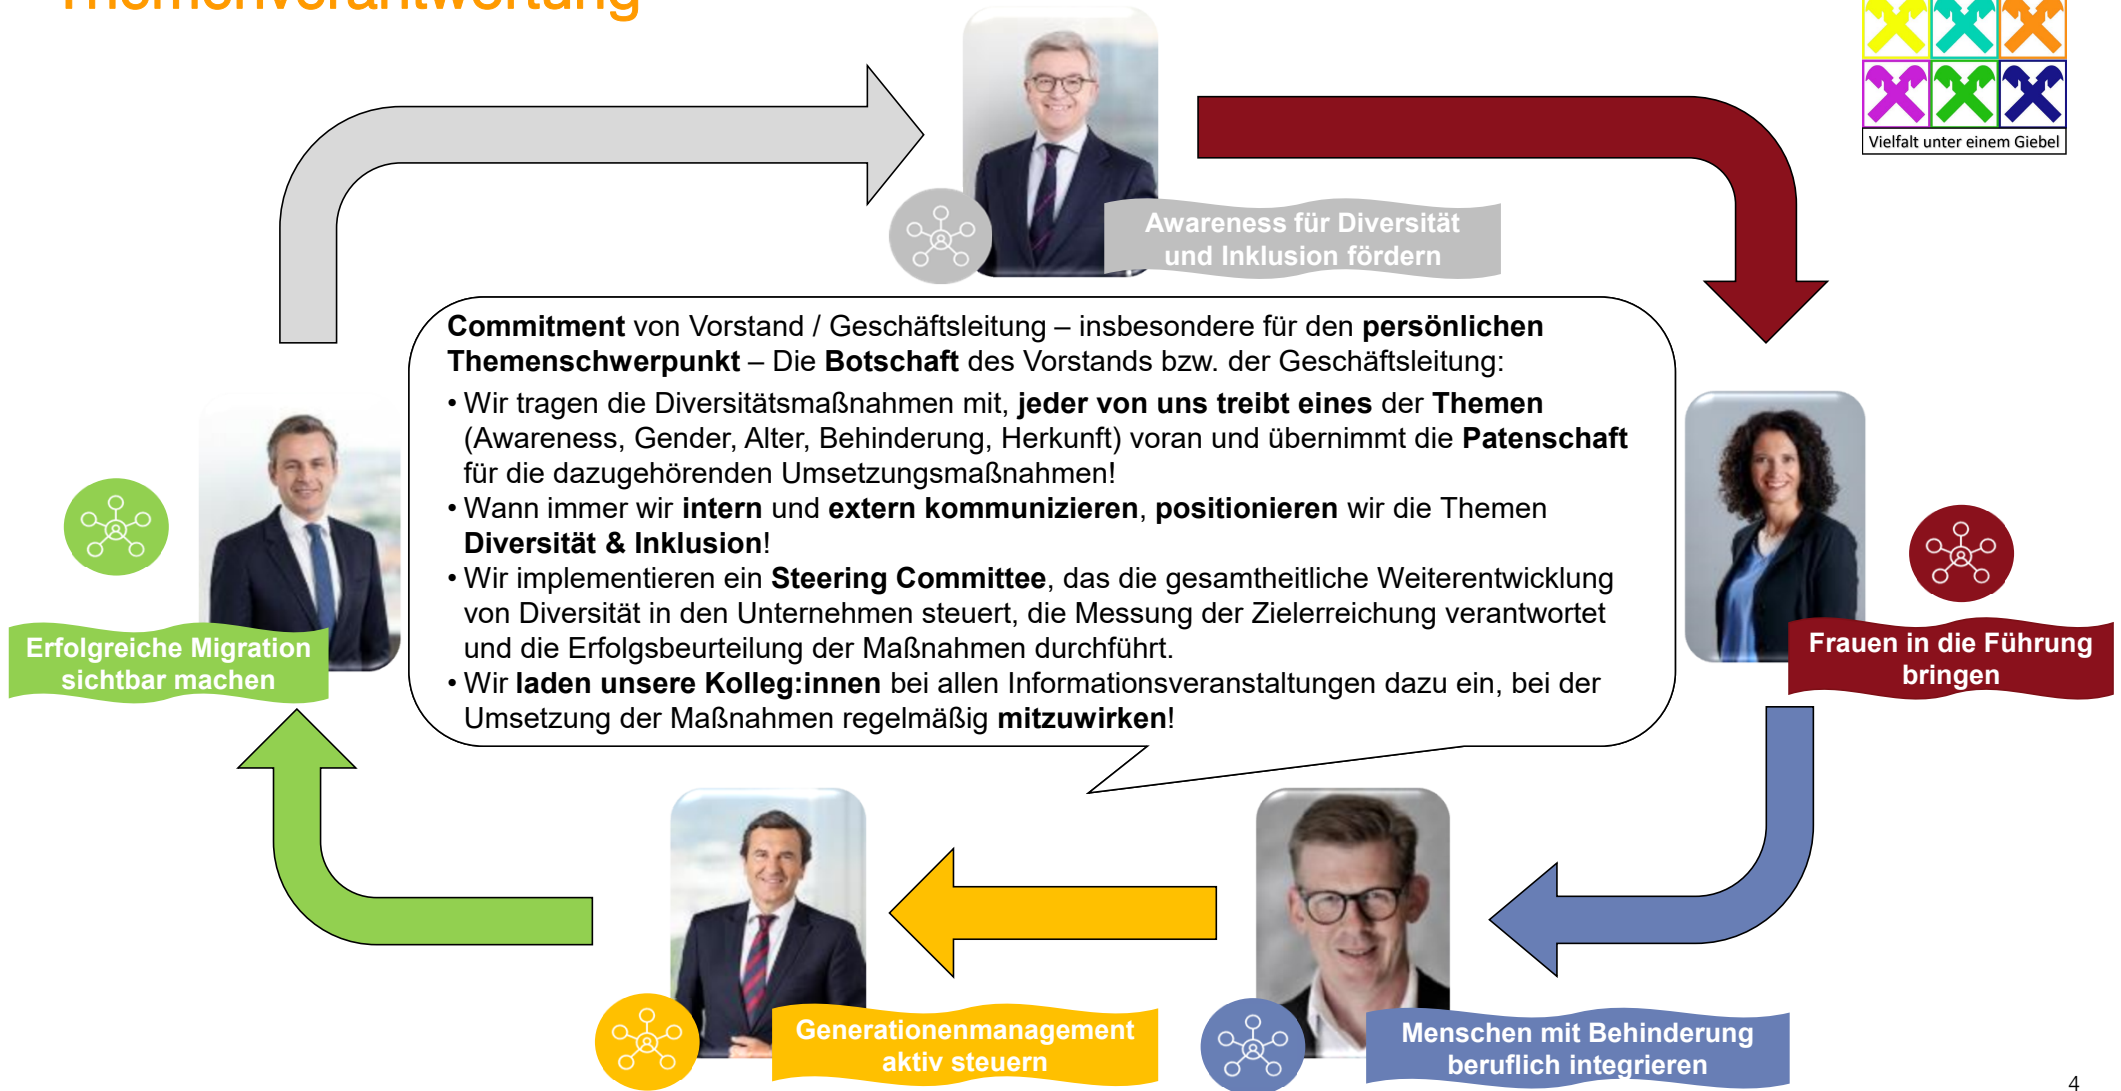 Themenverantwortung
Vielfalt unter einem Giebel
Awareness für Diversität
und Inklusion fördern
Commitment von Vorstand / Geschäftsleitung – insbesondere für den persönlichen
Themenschwerpunkt – Die Botschaft des Vorstands bzw. der Geschäftsleitung:
• Wir tragen die Diversitätsmaßnahmen mit, jeder von uns treibt eines der Themen
(Awareness, Gender, Alter, Behinderung, Herkunft) voran und übernimmt die Patenschaft
für die dazugehörenden Umsetzungsmaßnahmen!
• Wann immer wir intern und extern kommunizieren, positionieren wir die Themen
Diversität & Inklusion!
• Wir implementieren ein Steering Committee, das die gesamtheitliche Weiterentwicklung
von Diversität in den Unternehmen steuert, die Messung der Zielerreichung verantwortet
und die Erfolgsbeurteilung der Maßnahmen durchführt.
• Wir laden unsere Kolleg:innen bei allen Informationsveranstaltungen dazu ein, bei der
Umsetzung der Maßnahmen regelmäßig mitzuwirken!
Erfolgreiche Migration
sichtbar machen
Frauen in die Führung
bringen
Generationenmanagement
aktiv steuern
Menschen mit Behinderung
beruflich integrieren
4